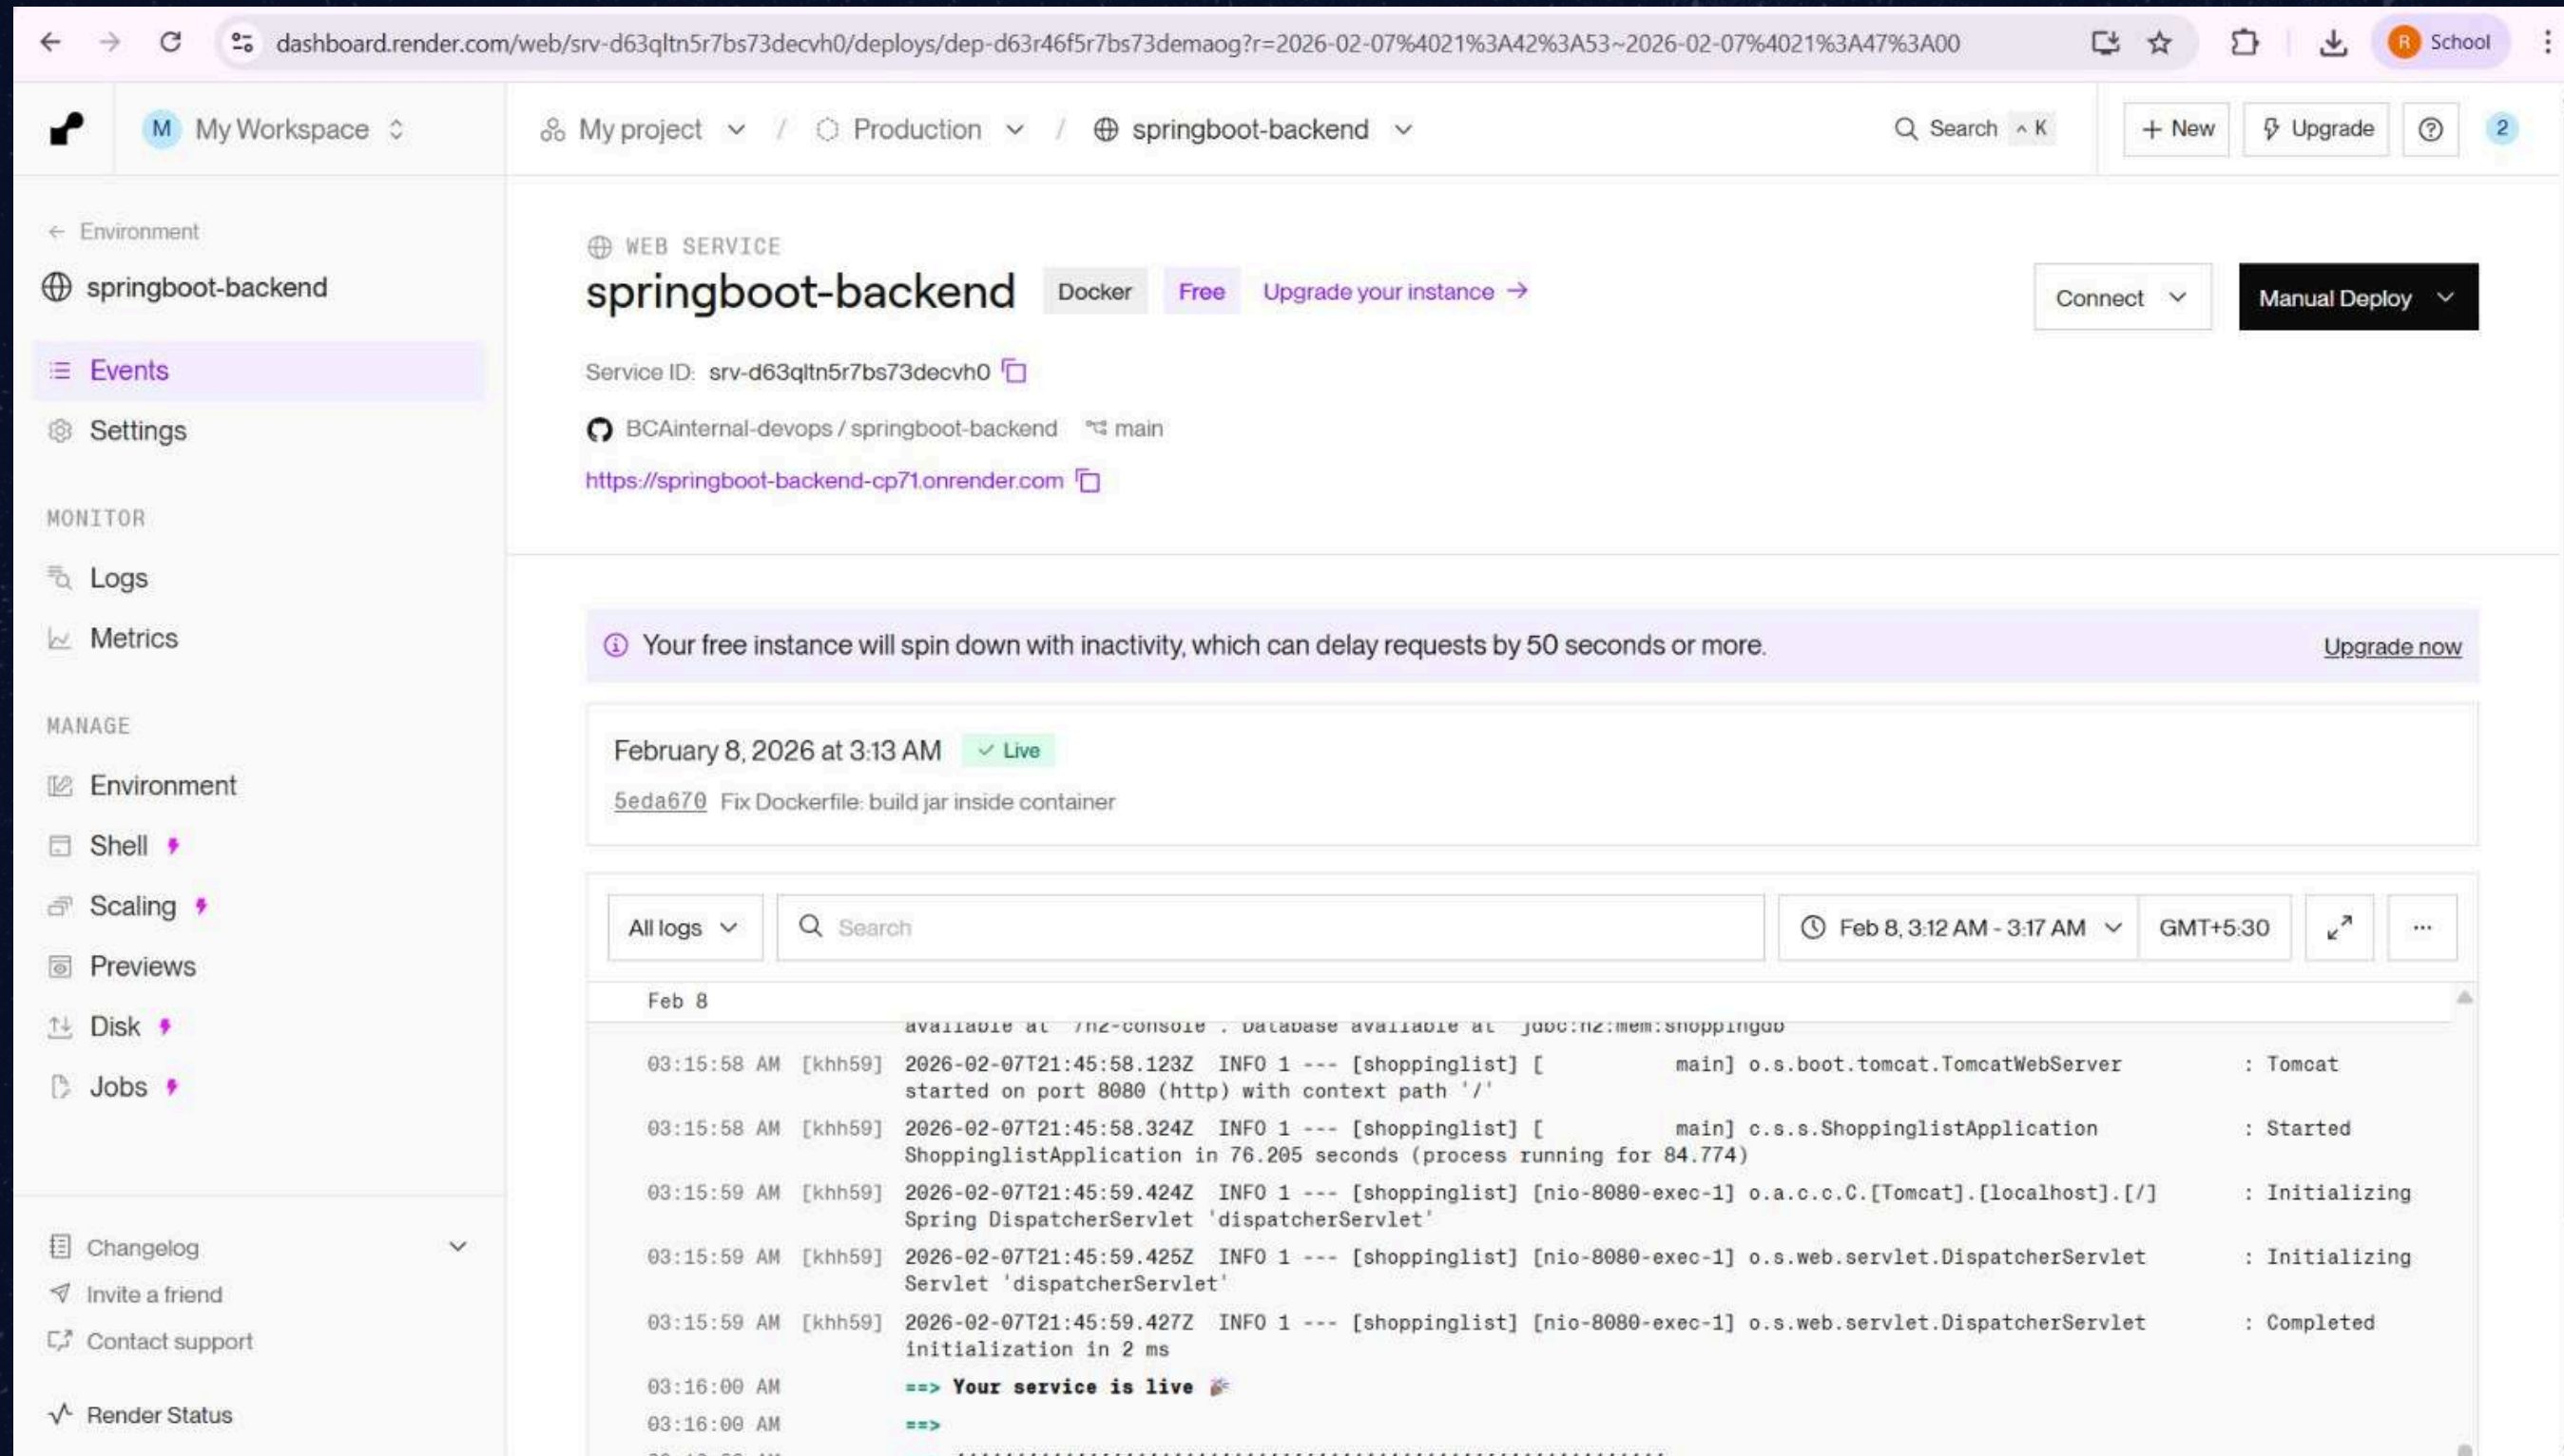 dashboard.render.com/web/srv-d63qltn5r7bs73decvh0/deploys/dep-d63r46f5r7bs73demaog?r=2026-02-07%4021%3A42%3A53~2026-02-07%4021%3A47%3A00
R School
M My Workspace
My project / Production / springboot-backend
Search ^ K
+ New
Upgrade
2
← Environment
springboot-backend
Events
Settings
MONITOR
Logs
Metrics
MANAGE
Environment
Shell
Scaling
Previews
Disk
Jobs
Changelog
Invite a friend
Contact support
Render Status
WEB SERVICE
springboot-backend Docker Free Upgrade your instance →
Connect
Manual Deploy
Service ID: srv-d63qltn5r7bs73decvh0
BCAinternal-devops / springboot-backend main
https://springboot-backend-cp71.onrender.com
Your free instance will spin down with inactivity, which can delay requests by 50 seconds or more.
Upgrade now
February 8, 2026 at 3:13 AM ✓ Live
5eda670 Fix Dockerfile: build jar inside container
All logs
Search
Feb 8, 3:12 AM - 3:17 AM
GMT+5:30
...
Feb 8
available at '/h2-console'. Database available at 'jdbc:h2:mem:shoppingdb'
03:15:58 AM [khh59] 2026-02-07T21:45:58.123Z INFO 1 --- [shoppinglist] [ main] o.s.boot.tomcat.TomcatWebServer : Tomcat
started on port 8080 (http) with context path '/'
03:15:58 AM [khh59] 2026-02-07T21:45:58.324Z INFO 1 --- [shoppinglist] [ main] c.s.s.ShoppinglistApplication : Started
ShoppinglistApplication in 76.205 seconds (process running for 84.774)
03:15:59 AM [khh59] 2026-02-07T21:45:59.424Z INFO 1 --- [shoppinglist] [nio-8080-exec-1] o.a.c.c.C.[Tomcat].[localhost].[/] : Initializing
Spring DispatcherServlet 'dispatcherServlet'
03:15:59 AM [khh59] 2026-02-07T21:45:59.425Z INFO 1 --- [shoppinglist] [nio-8080-exec-1] o.s.web.servlet.DispatcherServlet : Initializing
Servlet 'dispatcherServlet'
03:15:59 AM [khh59] 2026-02-07T21:45:59.427Z INFO 1 --- [shoppinglist] [nio-8080-exec-1] o.s.web.servlet.DispatcherServlet : Completed
initialization in 2 ms
03:16:00 AM ==> Your service is live 🎉
03:16:00 AM ==>